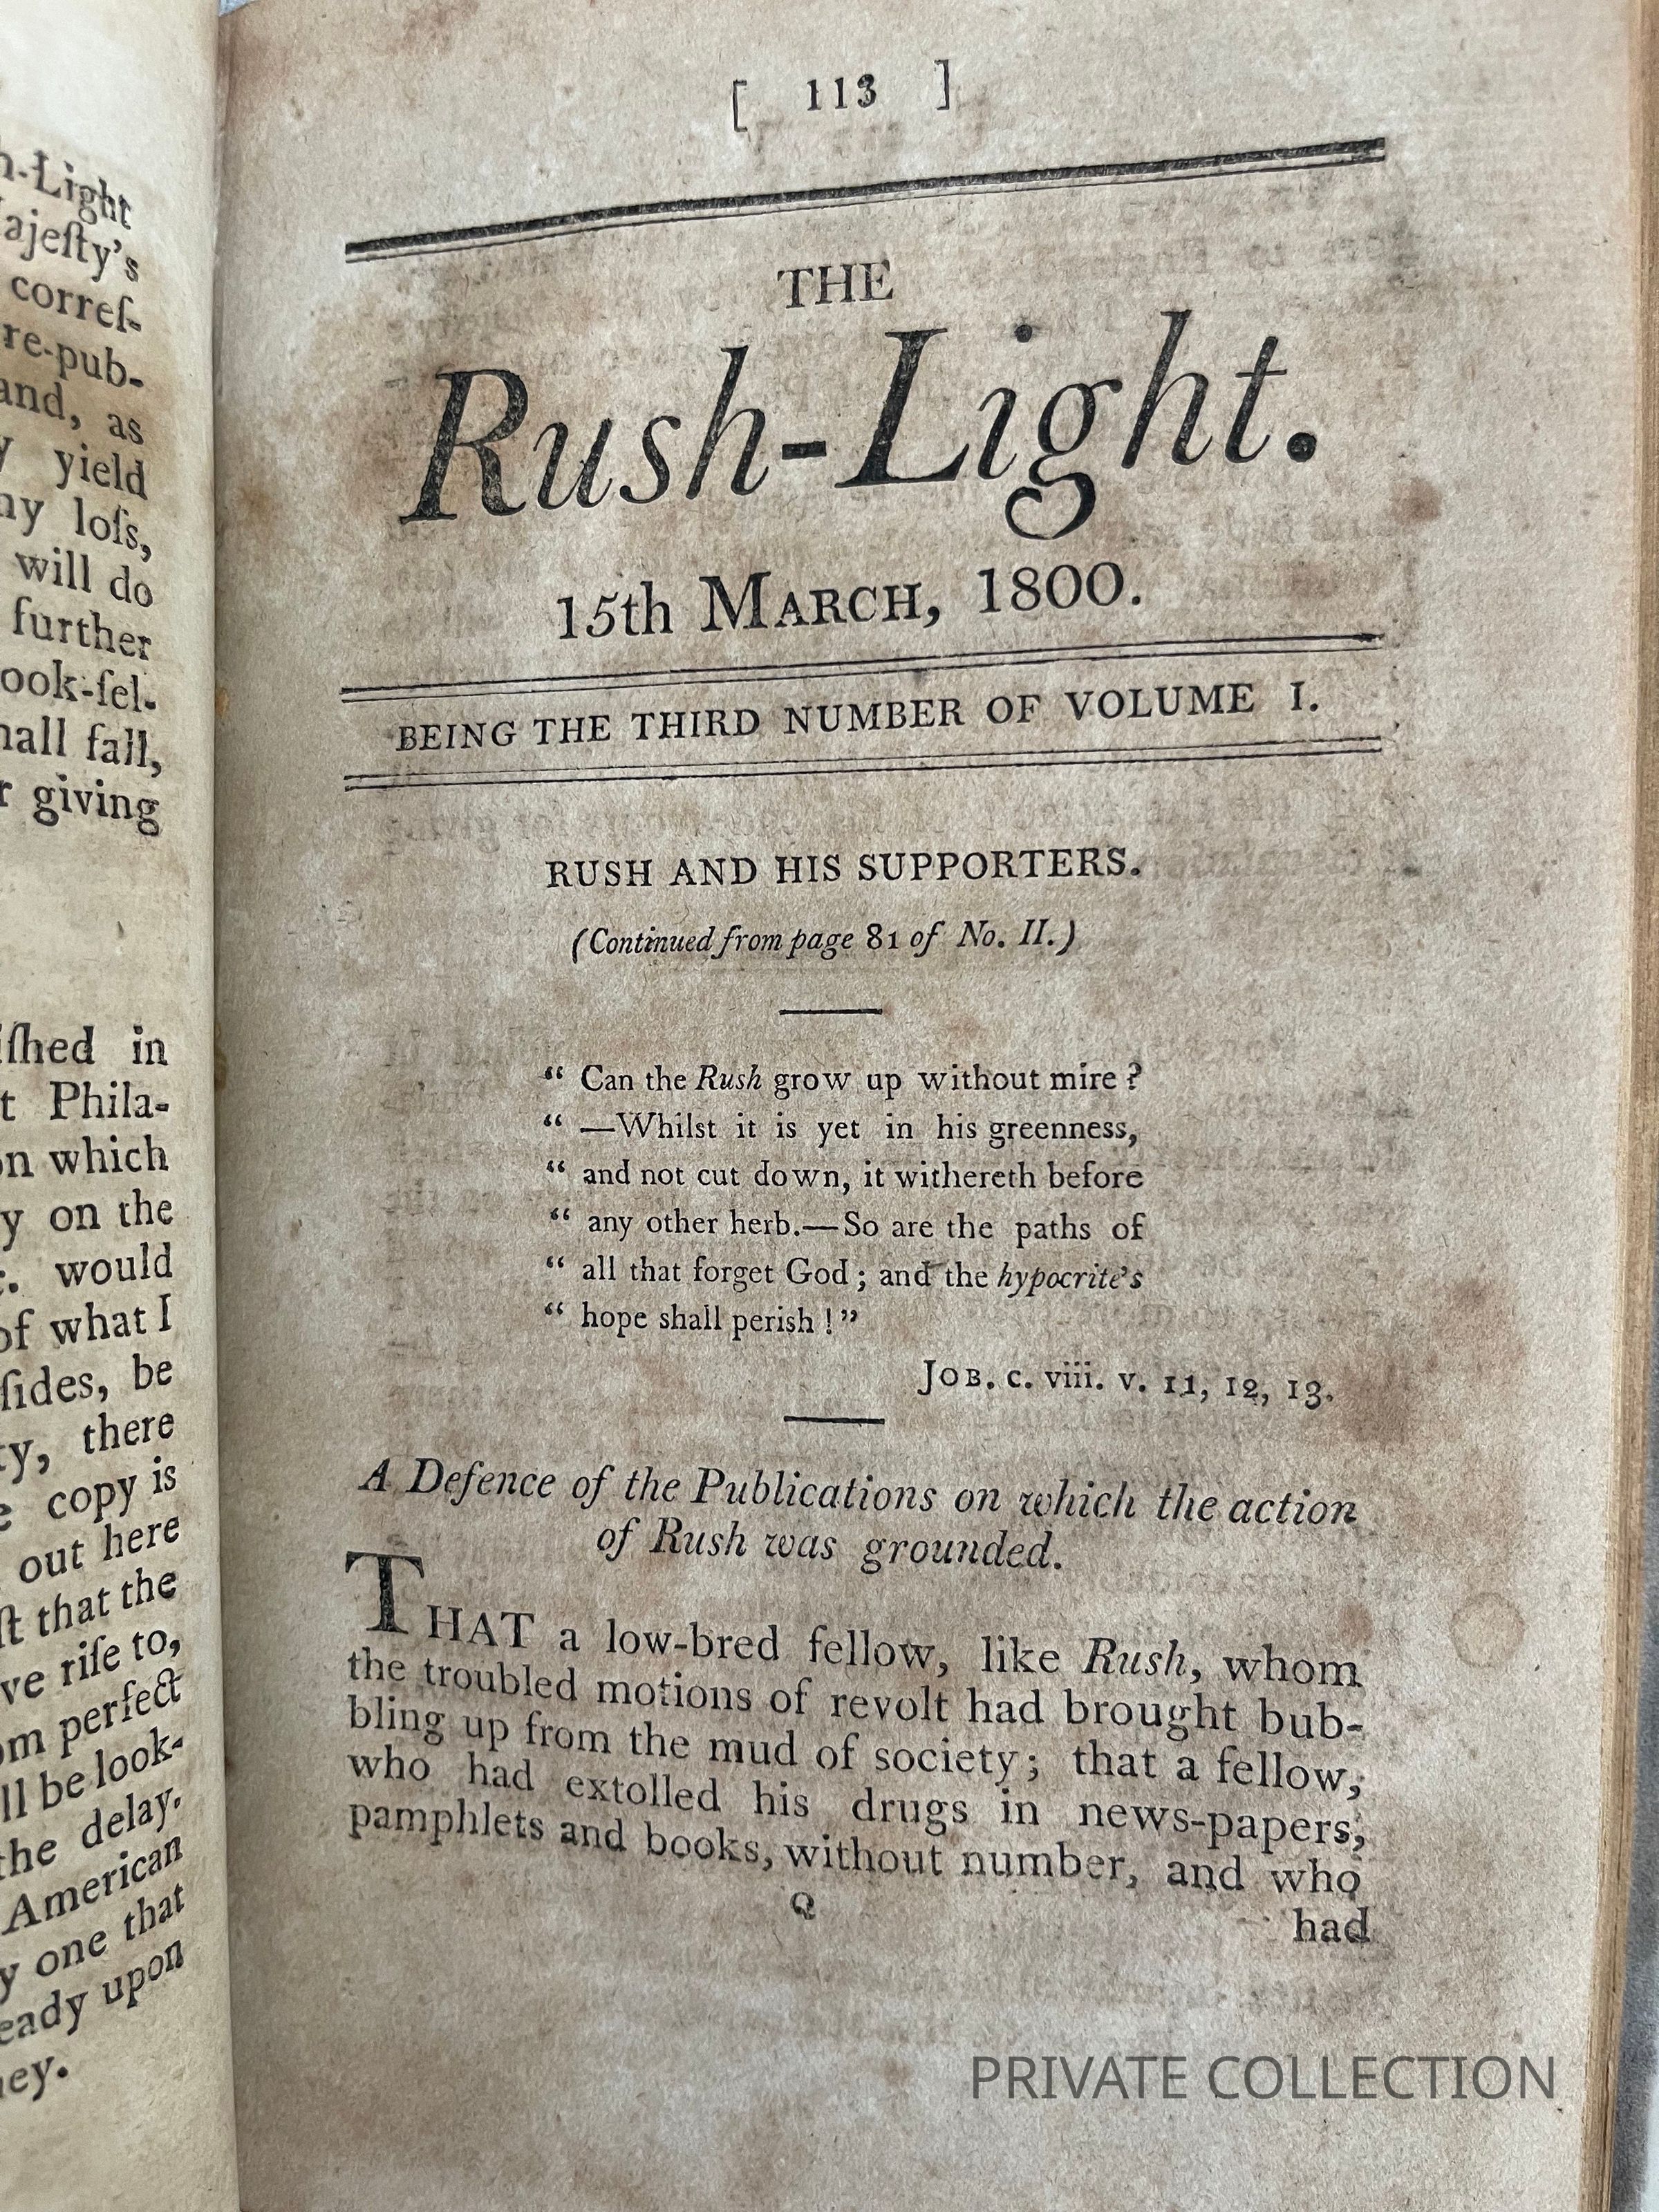 h-Light
ajeſty's
correſ-
re-pub-
and, as
yield
ny loſs,
will do
further
ook-ſel-
hall fall,
r giving
iſhed in
t Phila-
on which
y on the
would
of what I
ſides, be
ty, there
copy is
out here
ſt that the
ve riſe to,
om perfect
ll be look-
the delay.
American
y one that
eady upon
ey.
[ 113 ]
THE
Rush-Light.
15th MARCH, 1800.
BEING THE THIRD NUMBER OF VOLUME I.
RUSH AND HIS SUPPORTERS.
(Continued from page 81 of No. II.)
“ Can the Rush grow up without mire ?
“ —Whilst it is yet in his greenness,
“ and not cut down, it withereth before
“ any other herb.—So are the paths of
“ all that forget God ; and the hypocrite's
“ hope shall perish ! ”
JOB. c. viii. v. 11, 12, 13.
A Defence of the Publications on which the action
of Rush was grounded.
THAT a low-bred fellow, like Rush, whom
the troubled motions of revolt had brought bub-
bling up from the mud of society; that a fellow,
who had extolled his drugs in news-papers,
pamphlets and books, without number, and who
Q
had
PRIVATE COLLECTION